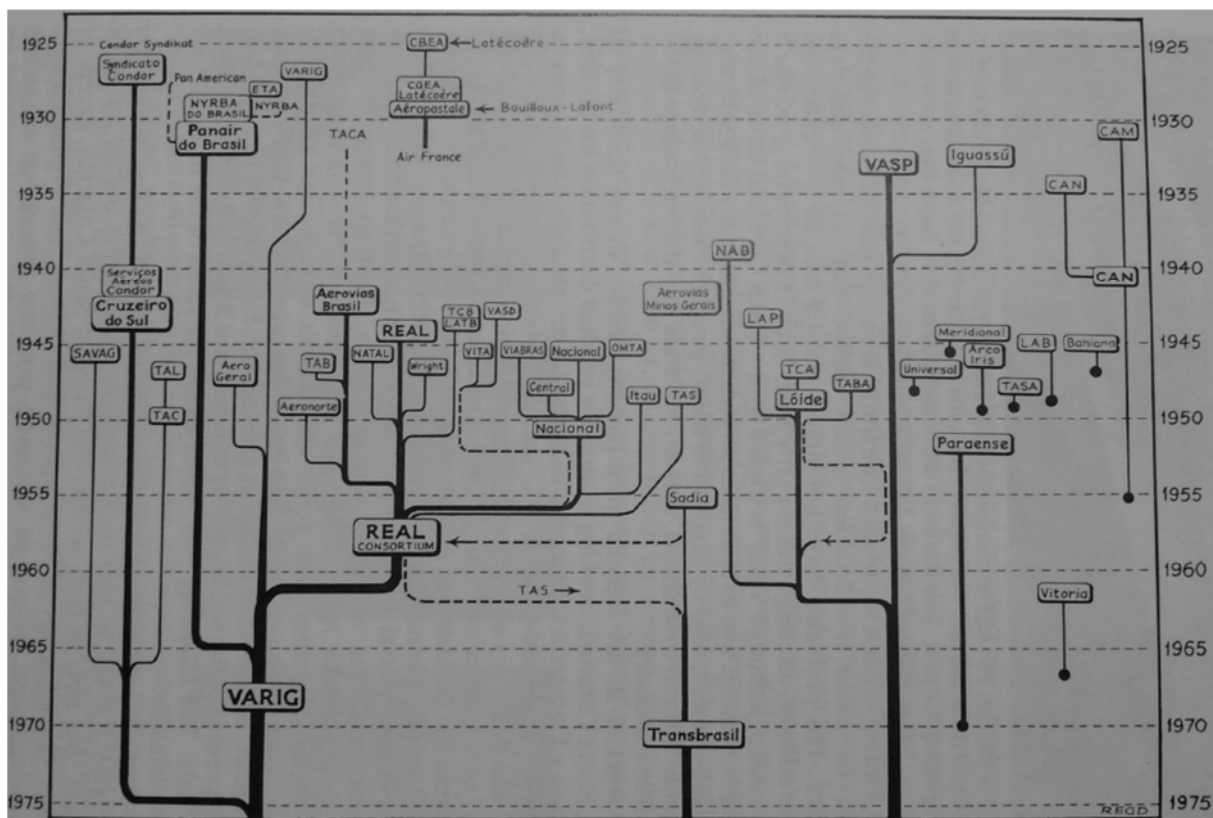 1925
1925
Condor Syndikat
Syndicato
Condor
CBEA
Latécoère
Pan American
ETA
VARIG
NYRBA
DO BRASIL
NYRBA
CGEA
Latécoère
Aéropostale
Bouilloux-Lafont
1930
1930
Panair
do Brasil
TACA
Air France
CAM
VASP
Iguassú
1935
1935
CAN
NAB
1940
1940
Serviços
Aéreos
Condor
Cruzeiro
do Sul
Aerovias
Brasil
Aerovias
Minas Gerais
CAN
REAL
TCB
LATB
VASD
LAP
1945
1945
SAVAG
TAL
Aero
Geral
TAB
NATAL
Wright
VITA
VIABRAS
Nacional
OMTA
Meridional
Arco
Iris
LAB
Bahiana
Central
TCA
Universal
TASA
TAC
Aeronorte
Itau
TAS
Lóide
TABA
1950
1950
Nacional
Paraense
1955
1955
Sadia
REAL
CONSORTIUM
1960
1960
TAS
Vitoria
1965
1965
VARIG
1970
1970
Transbrasil
1975
1975
REGD